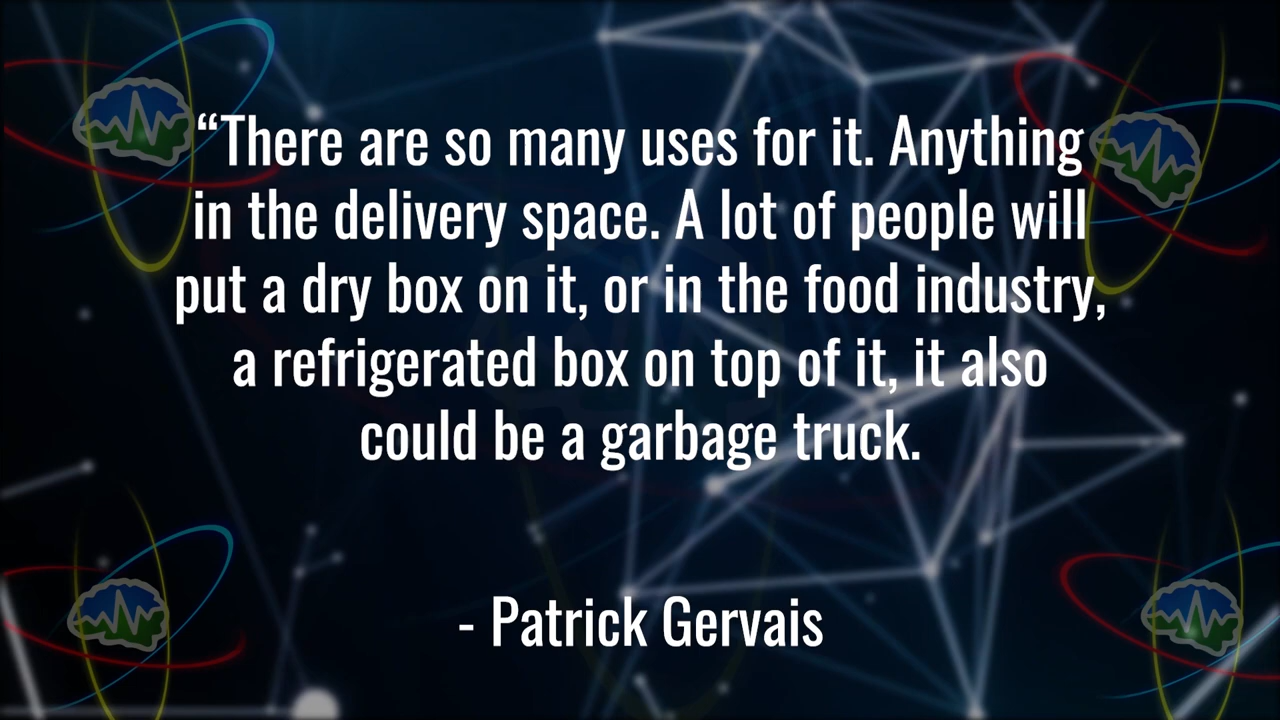 “There are so many uses for it. Anything
in the delivery space. A lot of people will
put a dry box on it, or in the food industry,
a refrigerated box on top of it, it also
could be a garbage truck.
- Patrick Gervais